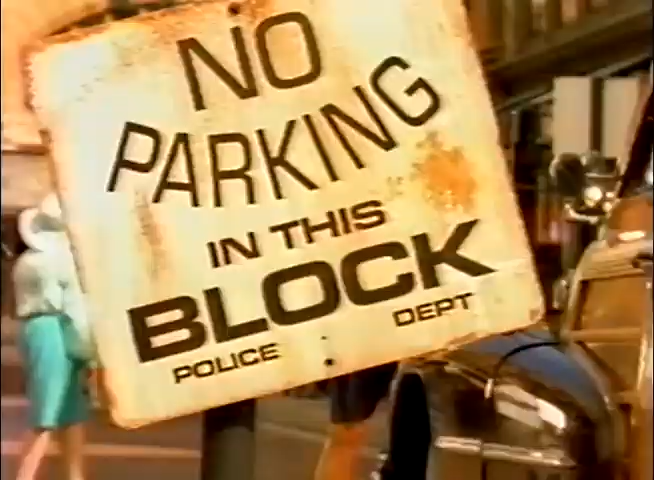 NO
PARKING
IN THIS
BLOCK
POLICE DEPT